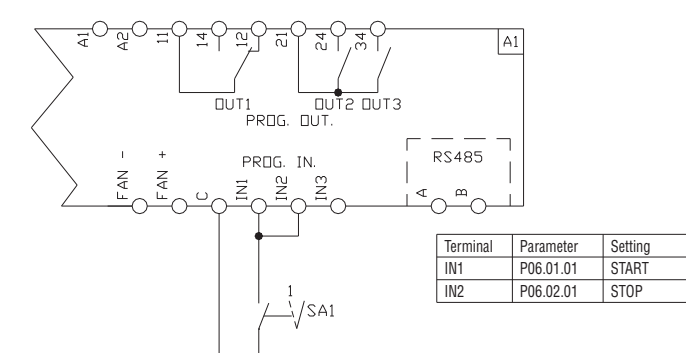 A1 A2 11 14 12 21 24 34 A1
OUT1 OUT2 OUT3
PROG. OUT.
PROG. IN. RS485
FAN - FAN + C IN1 IN2 IN3 A B
Terminal Parameter Setting
IN1 P06.01.01 START
IN2 P06.02.01 STOP
1
SA1